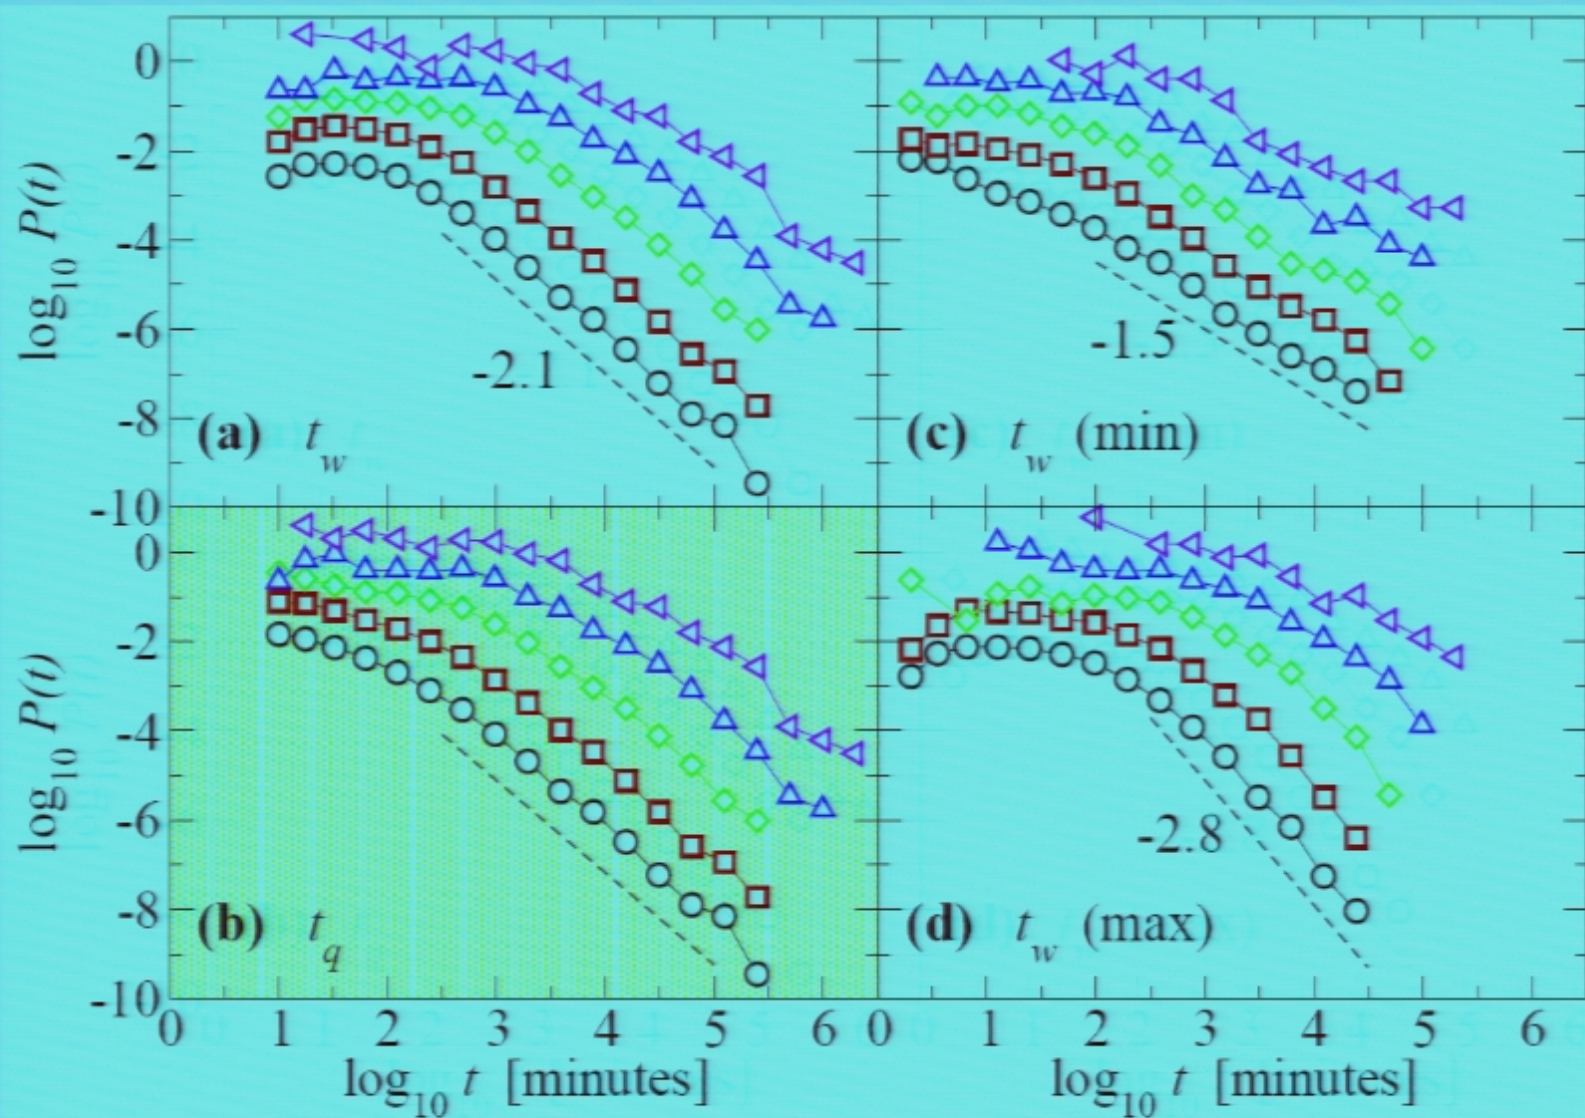 0
-2
-4
-6
-8
-10
log10 P(t)
-2.1
(a) tw
-1.5
(c) tw (min)
0
-2
-4
-6
-8
-10
log10 P(t)
(b) tq
-2.8
(d) tw (max)
0 1 2 3 4 5 6 0 1 2 3 4 5 6
log10 t [minutes] log10 t [minutes]